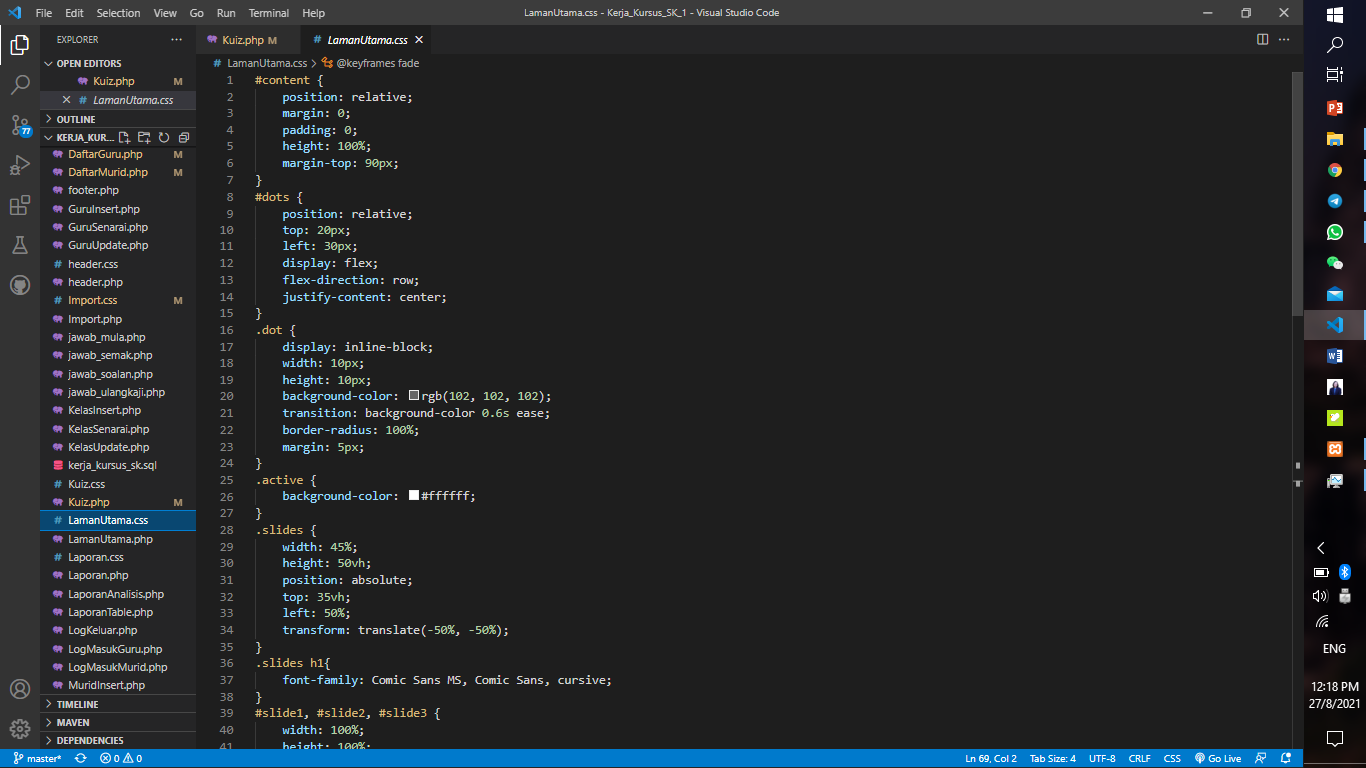 File Edit Selection View Go Run Terminal Help
LamanUtama.css - Kerja_Kursus_SK_1 - Visual Studio Code
EXPLORER
OPEN EDITORS
Kuiz.php M
LamanUtama.css
OUTLINE
KERJA_KUR...
DaftarGuru.php M
DaftarMurid.php M
footer.php
GuruInsert.php
GuruSenarai.php
GuruUpdate.php
header.css
header.php
Import.css M
Import.php
jawab_mula.php
jawab_semak.php
jawab_soalan.php
jawab_ulangkaji.php
KelasInsert.php
KelasSenarai.php
KelasUpdate.php
kerja_kursus_sk.sql
Kuiz.css
Kuiz.php M
LamanUtama.css
LamanUtama.php
Laporan.css
Laporan.php
LaporanAnalisis.php
LaporanTable.php
LogKeluar.php
LogMasukGuru.php
LogMasukMurid.php
MuridInsert.php
TIMELINE
MAVEN
DEPENDENCIES
77
Kuiz.php M
# LamanUtama.css
# LamanUtama.css > @keyframes fade
1 #content {
2 position: relative;
3 margin: 0;
4 padding: 0;
5 height: 100%;
6 margin-top: 90px;
7 }
8 #dots {
9 position: relative;
10 top: 20px;
11 left: 30px;
12 display: flex;
13 flex-direction: row;
14 justify-content: center;
15 }
16 .dot {
17 display: inline-block;
18 width: 10px;
19 height: 10px;
20 background-color: rgb(102, 102, 102);
21 transition: background-color 0.6s ease;
22 border-radius: 100%;
23 margin: 5px;
24 }
25 .active {
26 background-color: #ffffff;
27 }
28 .slides {
29 width: 45%;
30 height: 50vh;
31 position: absolute;
32 top: 35vh;
33 left: 50%;
34 transform: translate(-50%, -50%);
35 }
36 .slides h1{
37 font-family: Comic Sans MS, Comic Sans, cursive;
38 }
39 #slide1, #slide2, #slide3 {
40 width: 100%;
41 height: 100%;
master* 0 0
Ln 69, Col 2 Tab Size: 4 UTF-8 CRLF CSS Go Live
ENG
12:18 PM
27/8/2021